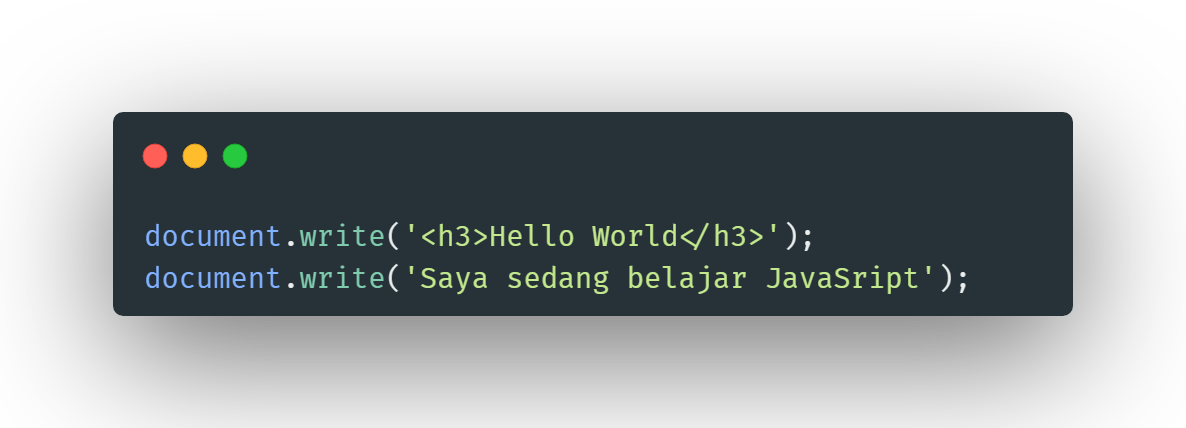 document.write('<h3>Hello World</h3>');
document.write('Saya sedang belajar JavaSript');